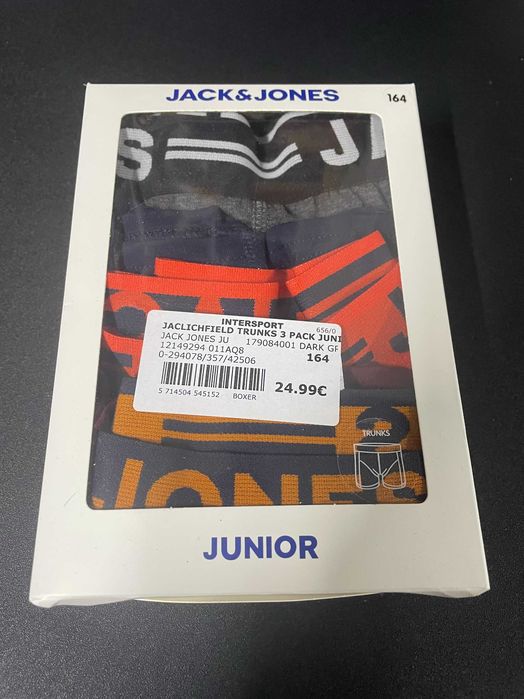 JACK&JONES
164
S J
INTERSPORT
656/0
JACLICHFIELD TRUNKS 3 PACK JUNI
JACK JONES JU 179084001 DARK GR
12149294 011AQ8
164
0-294078/357/42506
5 714504 545152 BOXER
24.99€
TRUNKS
JONES
JUNIOR